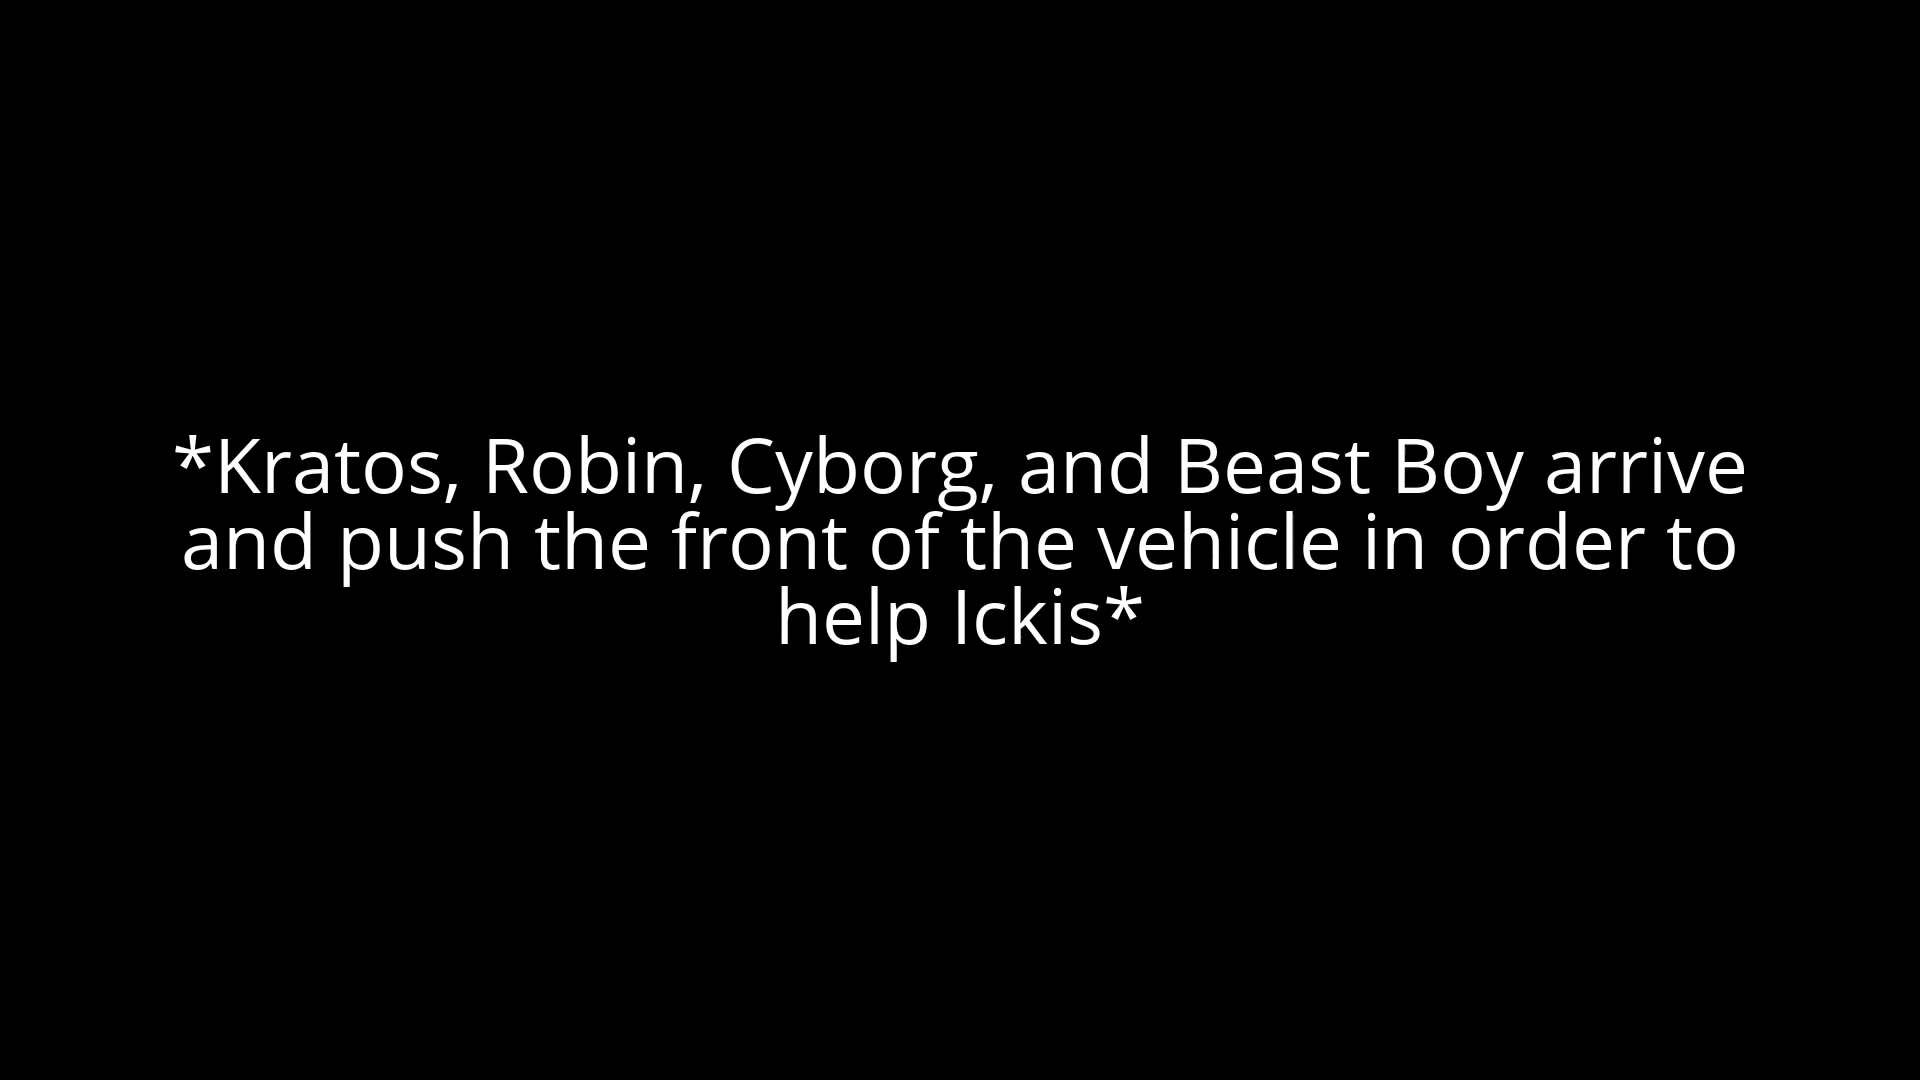 *Kratos, Robin, Cyborg, and Beast Boy arrive
and push the front of the vehicle in order to
help Ickis*